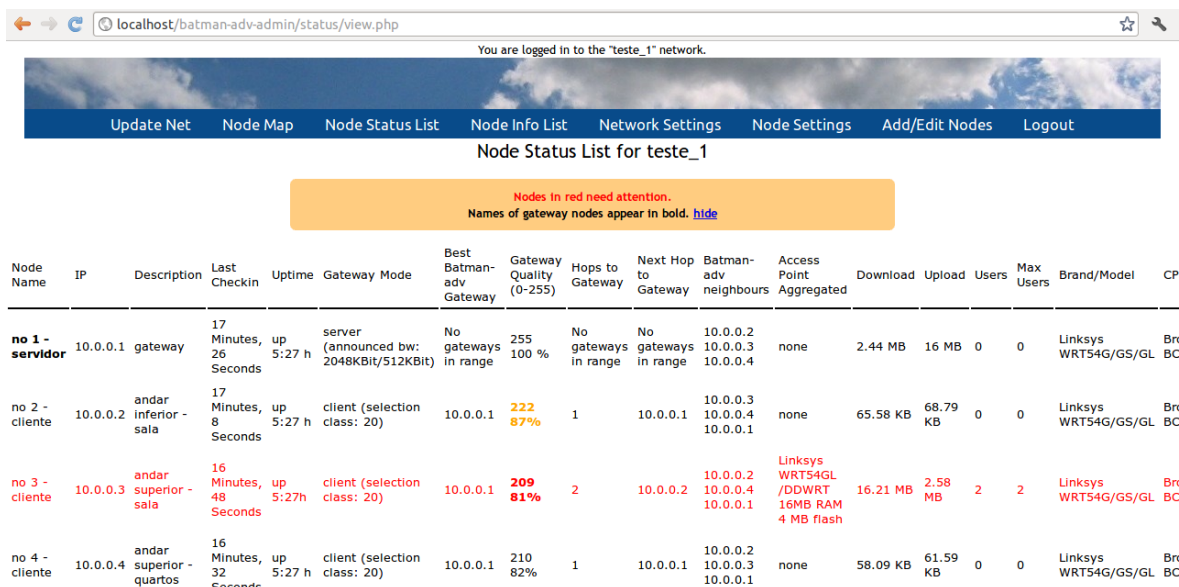 localhost/batman-adv-admin/status/view.php
You are logged in to the "teste_1" network.
Update Net Node Map Node Status List Node Info List Network Settings Node Settings Add/Edit Nodes Logout
Node Status List for teste_1
Nodes in red need attention.
Names of gateway nodes appear in bold. hide
Node Name IP Description Last Checkin Uptime Gateway Mode Best Batman-adv Gateway Gateway Quality (0-255) Hops to Gateway Next Hop to Gateway Batman-adv neighbours Access Point Aggregated Download Upload Users Max Users Brand/Model CP
no 1 - servidor 10.0.0.1 gateway 17 Minutes, 26 Seconds up 5:27 h server (announced bw: 2048KBit/512KBit) No gateways in range 255 100 % No gateways in range No gateways in range 10.0.0.2 10.0.0.3 10.0.0.4 none 2.44 MB 16 MB 0 0 Linksys WRT54G/GS/GL Bro BC
no 2 - cliente 10.0.0.2 andar inferior - sala 17 Minutes, 8 Seconds up 5:27 h client (selection class: 20) 10.0.0.1 222 87% 1 10.0.0.1 10.0.0.3 10.0.0.4 10.0.0.1 none 65.58 KB 68.79 KB 0 0 Linksys WRT54G/GS/GL Bro BC
no 3 - cliente 10.0.0.3 andar superior - sala 16 Minutes, 48 Seconds up 5:27h client (selection class: 20) 10.0.0.1 209 81% 2 10.0.0.2 10.0.0.2 10.0.0.4 10.0.0.1 Linksys WRT54GL /DDWRT 16MB RAM 4 MB flash 16.21 MB 2.58 MB 2 2 Linksys WRT54G/GS/GL Bro BC
no 4 - cliente 10.0.0.4 andar superior - quartos 16 Minutes, 32 Seconds up 5:27 h client (selection class: 20) 10.0.0.1 210 82% 1 10.0.0.1 10.0.0.2 10.0.0.3 10.0.0.1 none 58.09 KB 61.59 KB 0 0 Linksys WRT54G/GS/GL Bro BC